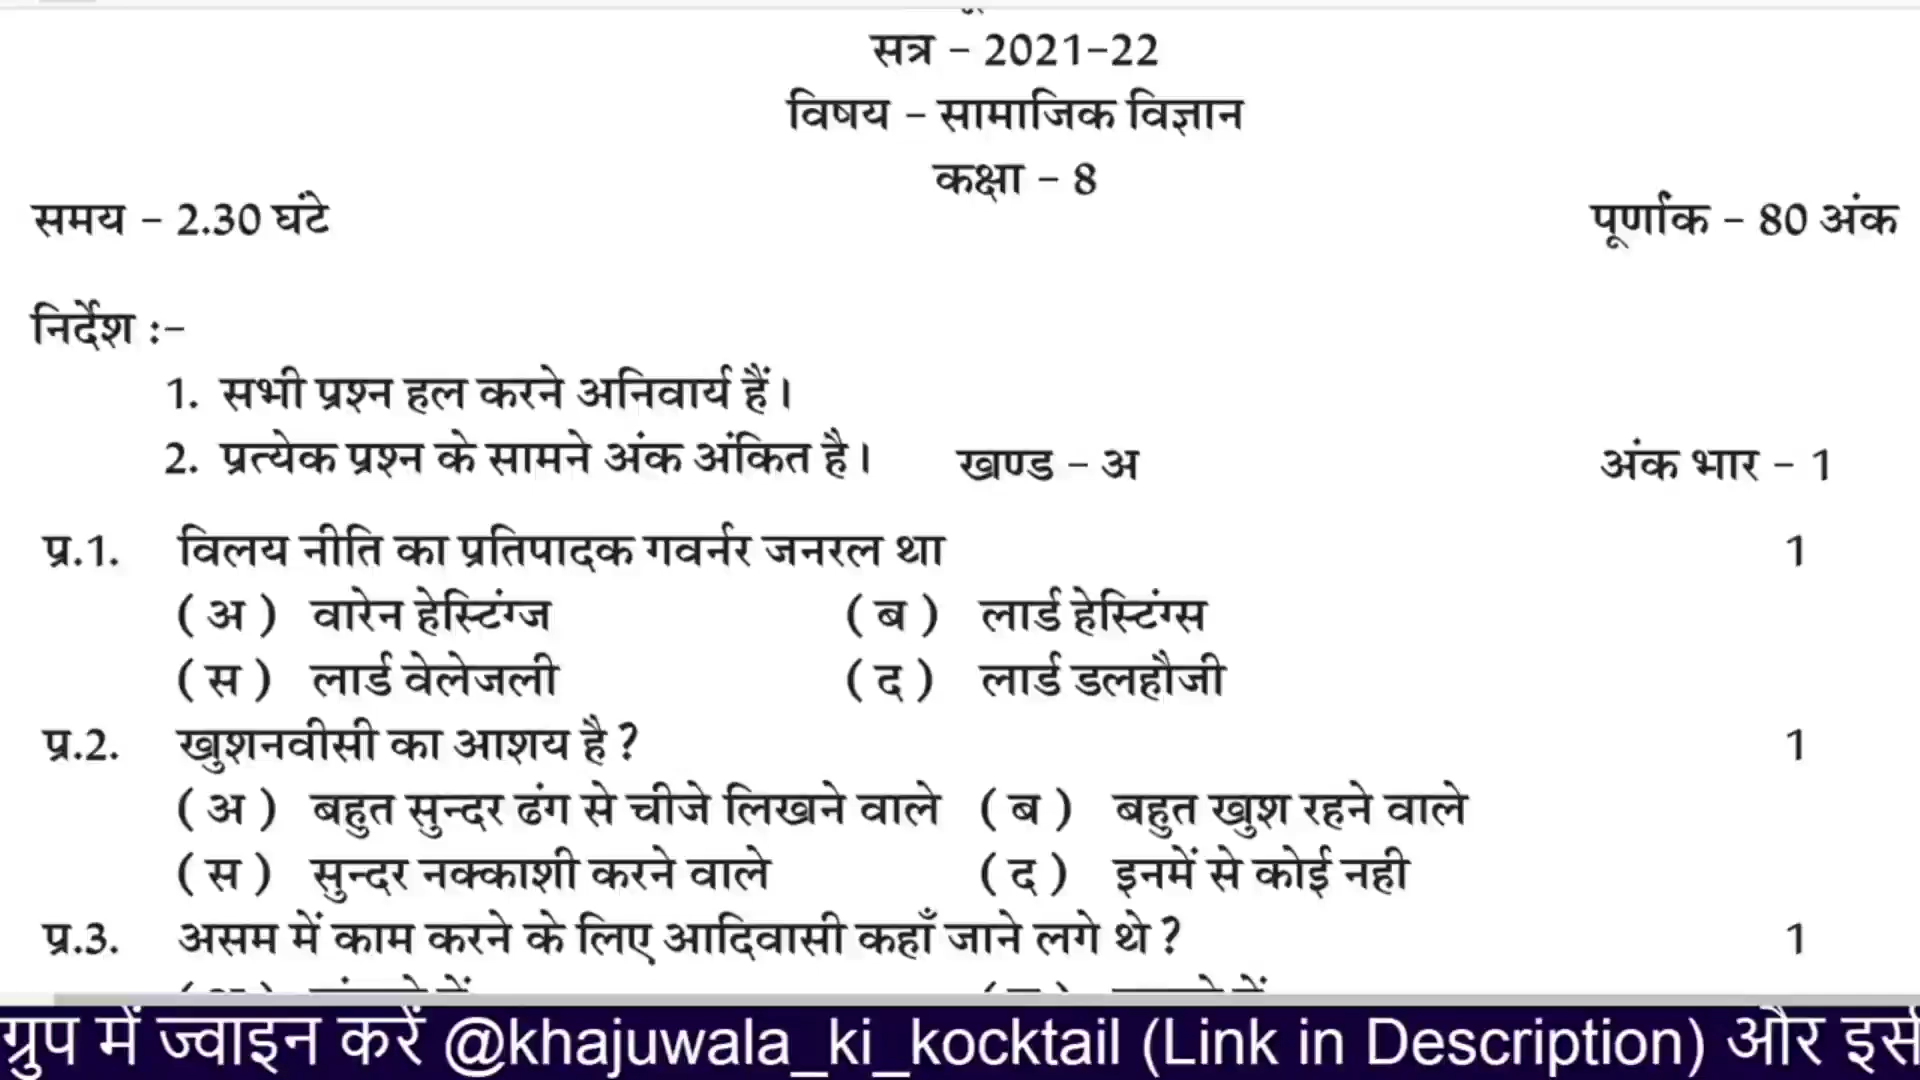 सत्र - 2021-22
विषय - सामाजिक विज्ञान
कक्षा - 8
समय - 2.30 घंटे पूर्णांक - 80 अंक
निर्देश :-
1. सभी प्रश्न हल करने अनिवार्य हैं।
2. प्रत्येक प्रश्न के सामने अंक अंकित है। खण्ड - अ अंक भार - 1
प्र.1. विलय नीति का प्रतिपादक गवर्नर जनरल था 1
( अ ) वारेन हेस्टिंग्ज ( ब ) लार्ड हेस्टिंग्स
( स ) लार्ड वेलेजली ( द ) लार्ड डलहौजी
प्र.2. खुशनवीसी का आशय है ? 1
( अ ) बहुत सुन्दर ढंग से चीजे लिखने वाले ( ब ) बहुत खुश रहने वाले
( स ) सुन्दर नक्काशी करने वाले ( द ) इनमें से कोई नही
प्र.3. असम में काम करने के लिए आदिवासी कहाँ जाने लगे थे ? 1
ग्रुप में ज्वाइन करें @khajuwala_ki_kocktail (Link in Description) और